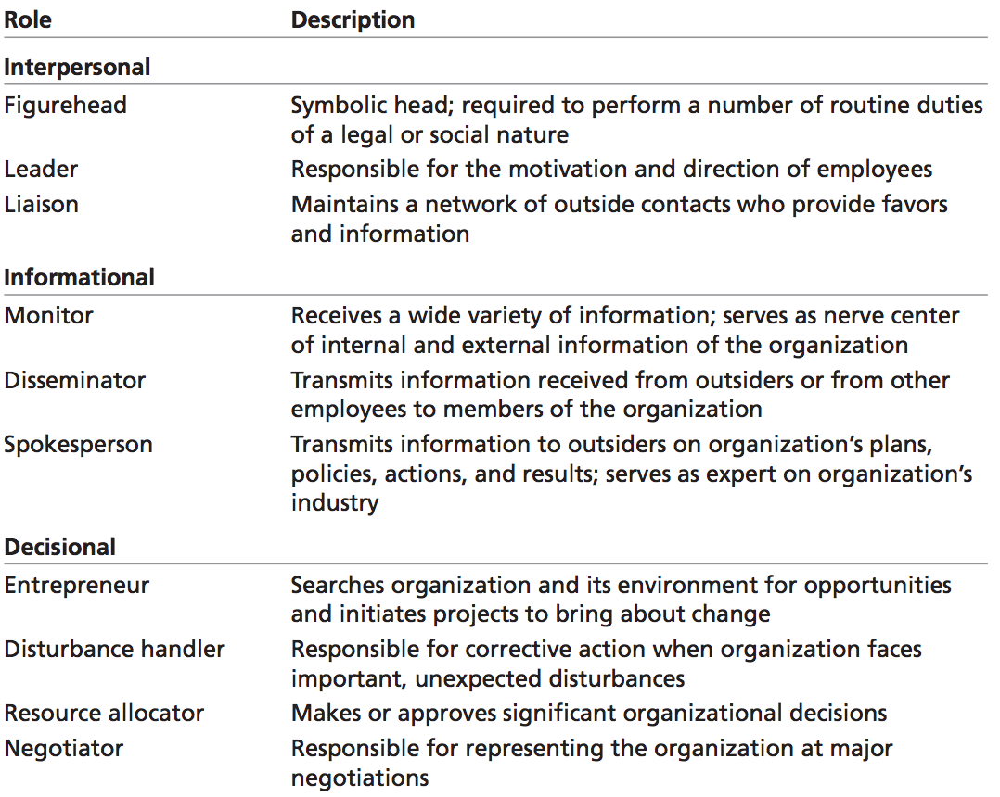 Role Description
Interpersonal
Figurehead Symbolic head; required to perform a number of routine duties
of a legal or social nature
Leader Responsible for the motivation and direction of employees
Liaison Maintains a network of outside contacts who provide favors
and information
Informational
Monitor Receives a wide variety of information; serves as nerve center
of internal and external information of the organization
Disseminator Transmits information received from outsiders or from other
employees to members of the organization
Spokesperson Transmits information to outsiders on organization’s plans,
policies, actions, and results; serves as expert on organization’s
industry
Decisional
Entrepreneur Searches organization and its environment for opportunities
and initiates projects to bring about change
Disturbance handler Responsible for corrective action when organization faces
important, unexpected disturbances
Resource allocator Makes or approves significant organizational decisions
Negotiator Responsible for representing the organization at major
negotiations